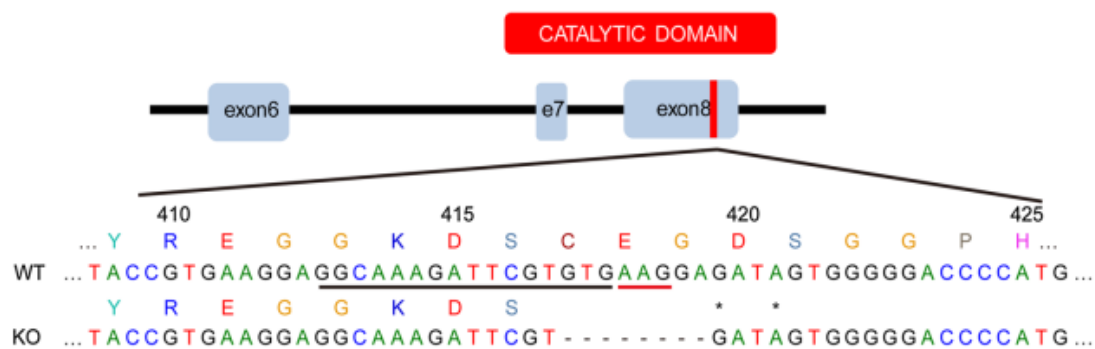 CATALYTIC DOMAIN
exon6 e7 exon8
410 415 420 425
... Y R E G G K D S C E G D S G G P H ...
WT ...TACCGTGAAGGAGGCAAAGATTCGTGTGAAGGAGATAGTGGGGGACCCCATG...
Y R E G G K D S * *
KO ...TACCGTGAAGGAGGCAAAGATTCGT--------GATAGTGGGGGACCCCATG...